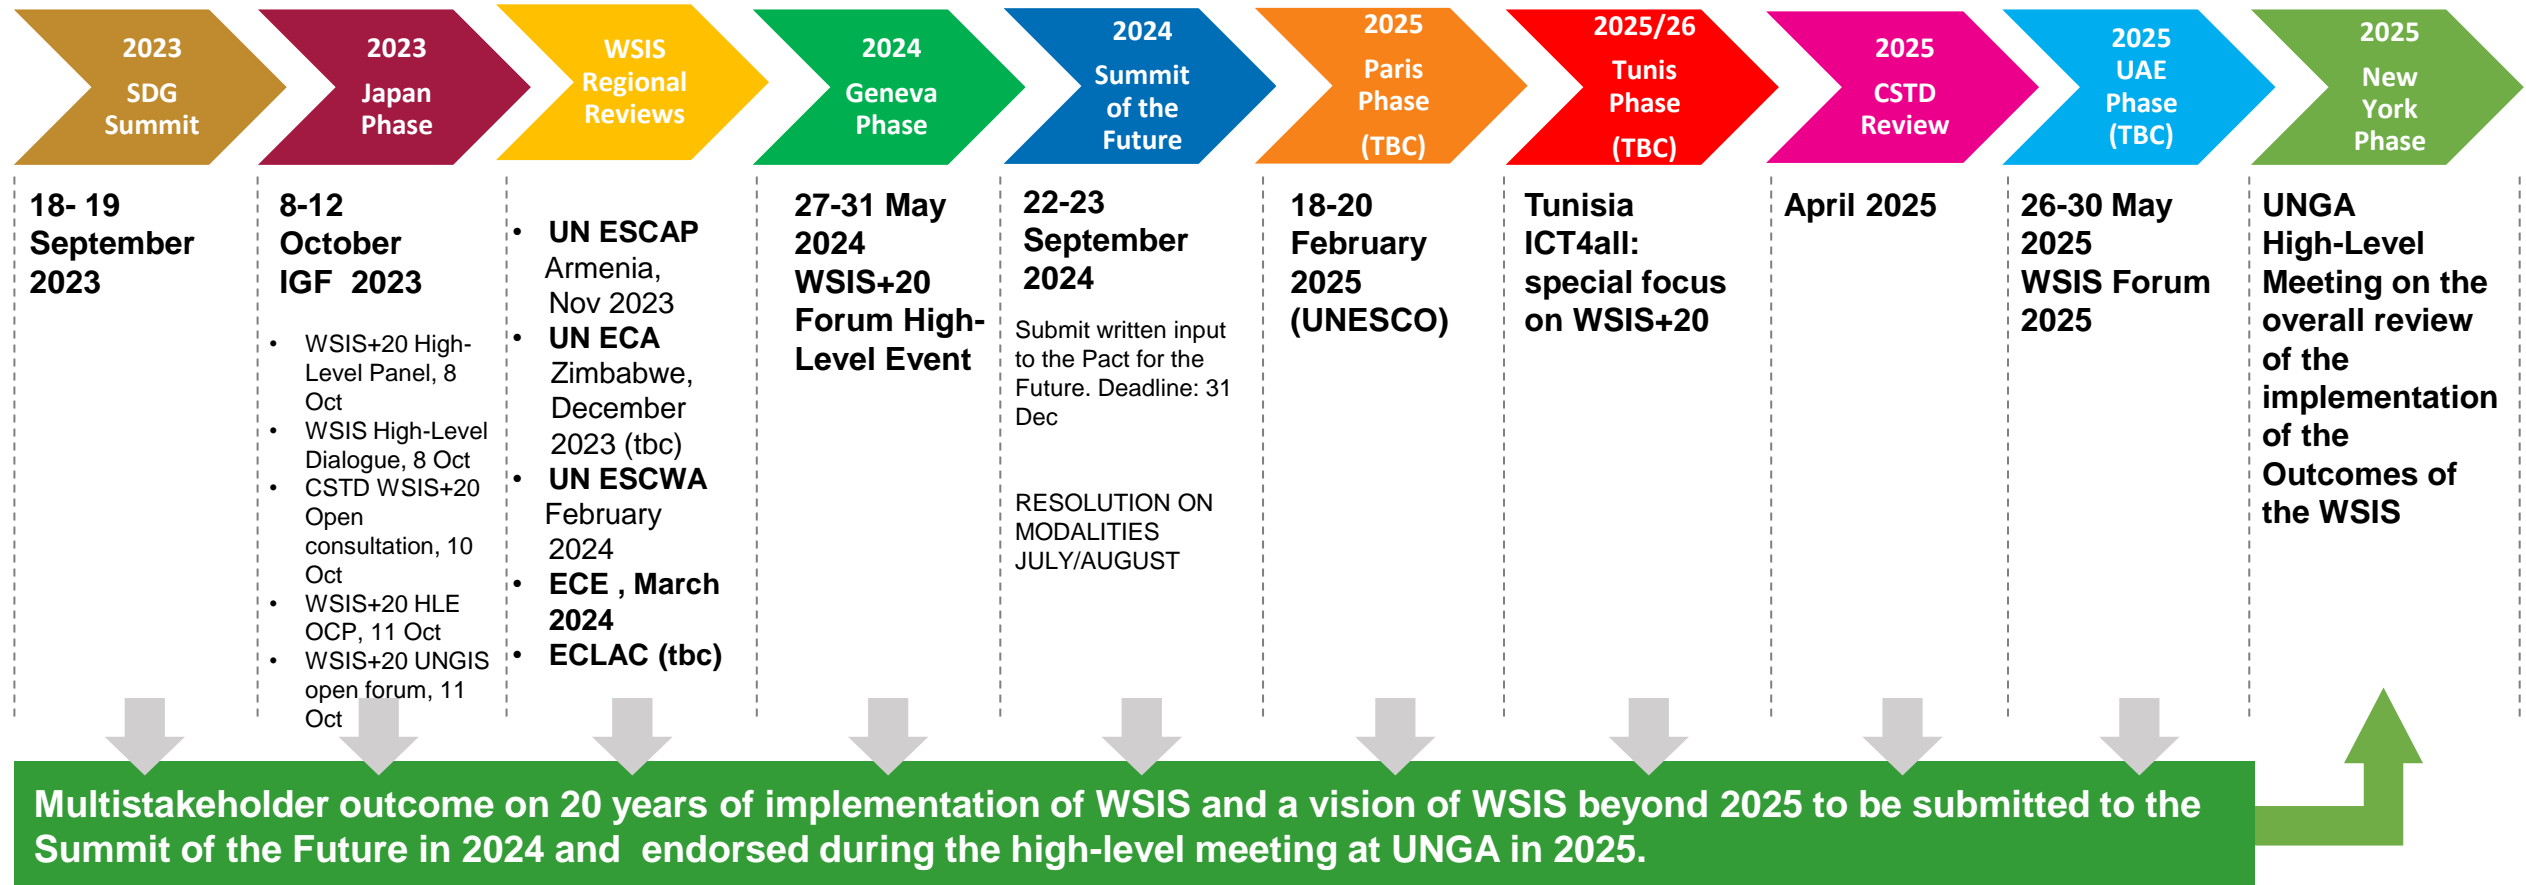 2023
SDG
Summit
2023
Japan
Phase
WSIS
Regional
Reviews
2024
Geneva
Phase
2024
Summit
of the
Future
2025
Paris
Phase
(TBC)
2025/26
Tunis
Phase
(TBC)
2025
CSTD
Review
2025
UAE
Phase
(TBC)
2025
New
York
Phase
18- 19
September
2023
8-12
October
IGF 2023
• WSIS+20 High-
Level Panel, 8
Oct
• WSIS High-Level
Dialogue, 8 Oct
• CSTD WSIS+20
Open
consultation, 10
Oct
• WSIS+20 HLE
OCP, 11 Oct
• WSIS+20 UNGIS
open forum, 11
Oct
• UN ESCAP
Armenia,
Nov 2023
• UN ECA
Zimbabwe,
December
2023 (tbc)
• UN ESCWA
February
2024
• ECE , March
2024
• ECLAC (tbc)
27-31 May
2024
WSIS+20
Forum High-
Level Event
22-23
September
2024
Submit written input
to the Pact for the
Future. Deadline: 31
Dec
RESOLUTION ON
MODALITIES
JULY/AUGUST
18-20
February
2025
(UNESCO)
Tunisia
ICT4all:
special focus
on WSIS+20
April 2025
26-30 May
2025
WSIS Forum
2025
UNGA
High-Level
Meeting on the
overall review
of the
implementation
of the
Outcomes of
the WSIS
Multistakeholder outcome on 20 years of implementation of WSIS and a vision of WSIS beyond 2025 to be submitted to the
Summit of the Future in 2024 and endorsed during the high-level meeting at UNGA in 2025.